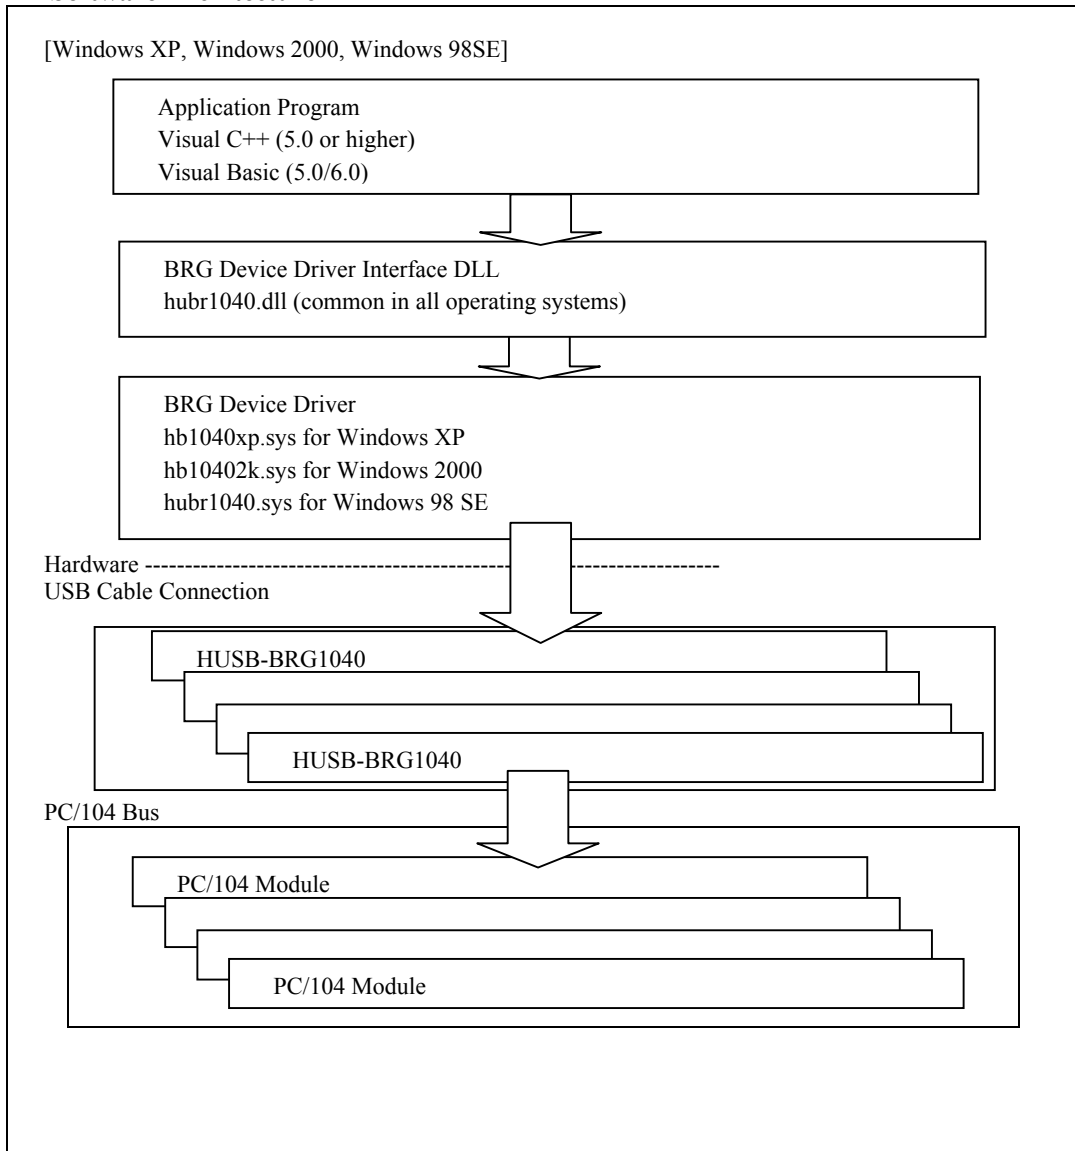 [Windows XP, Windows 2000, Windows 98SE]
Application Program
Visual C++ (5.0 or higher)
Visual Basic (5.0/6.0)
BRG Device Driver Interface DLL
hubr1040.dll (common in all operating systems)
BRG Device Driver
hb1040xp.sys for Windows XP
hb10402k.sys for Windows 2000
hubr1040.sys for Windows 98 SE
Hardware ---------------------------------------------------------------------
USB Cable Connection
HUSB-BRG1040
HUSB-BRG1040
PC/104 Bus
PC/104 Module
PC/104 Module